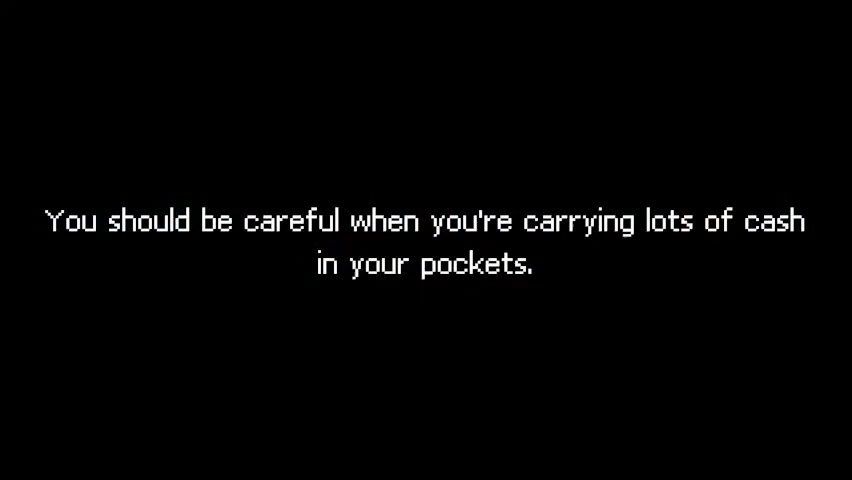 You should be careful when you're carrying lots of cash
in your pockets.